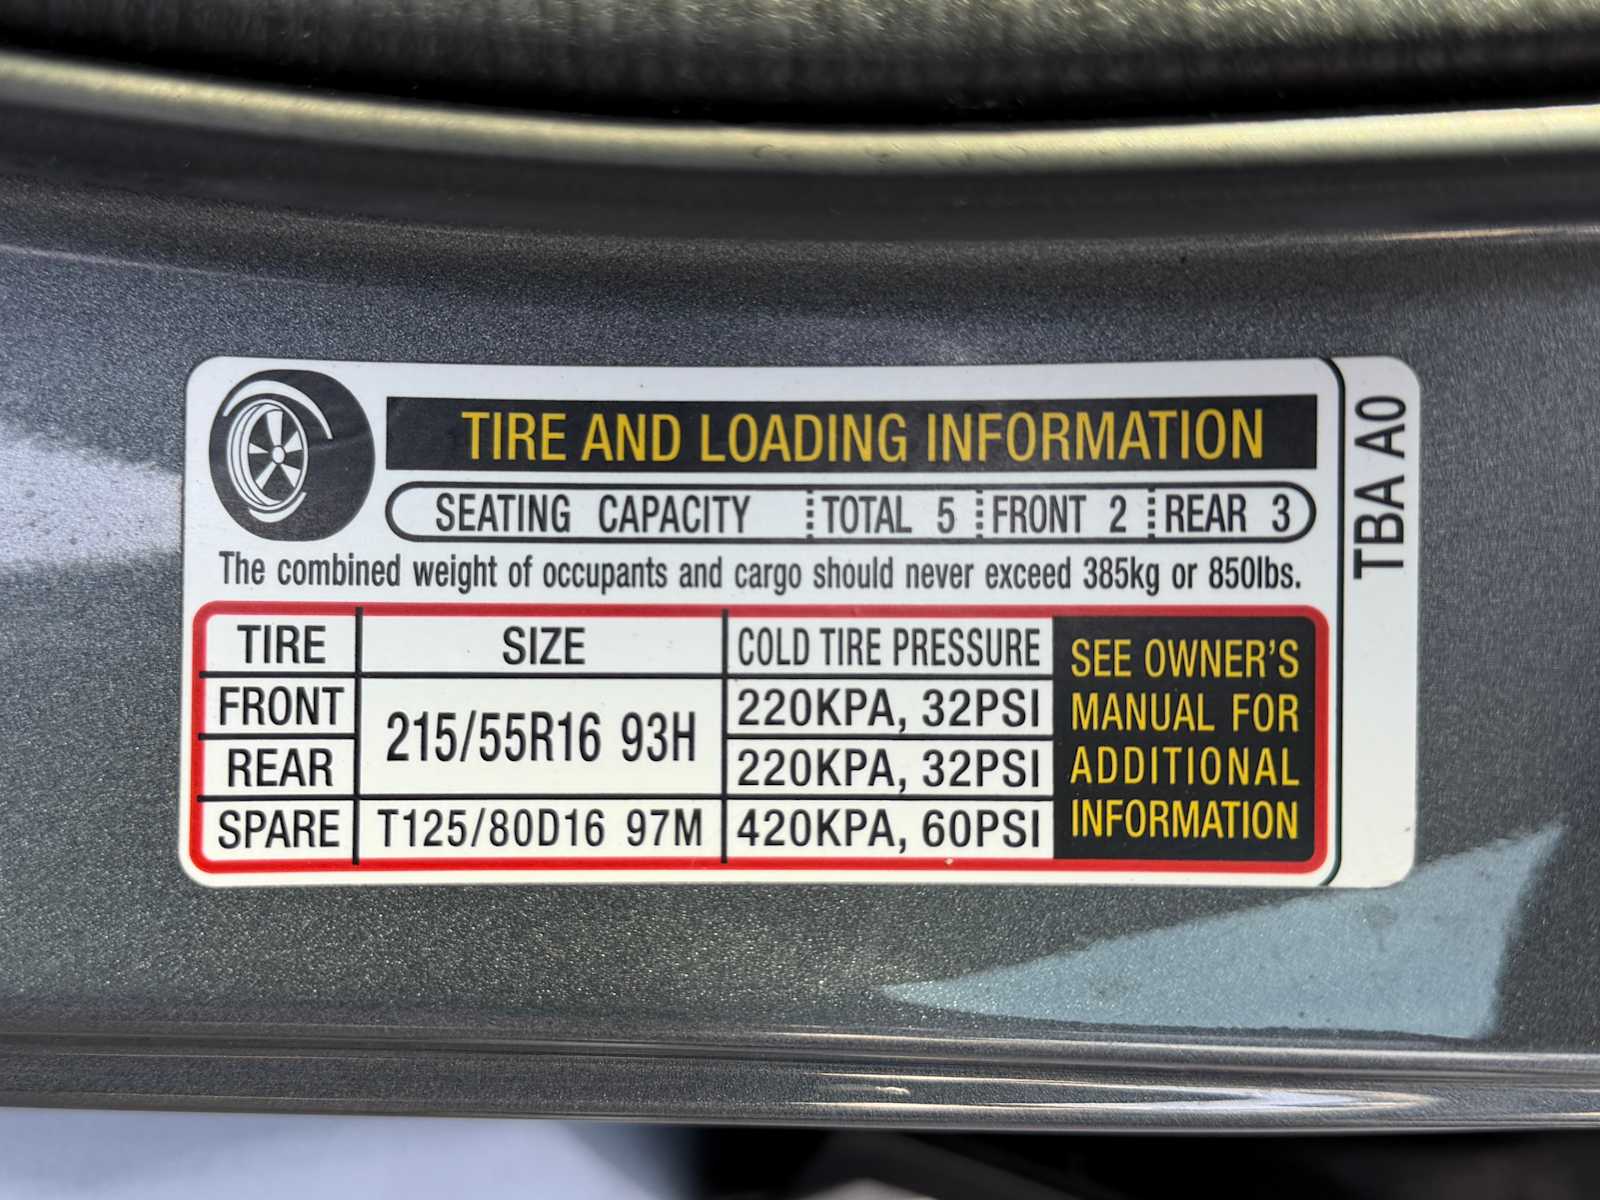 TIRE AND LOADING INFORMATION
SEATING CAPACITY TOTAL 5 FRONT 2 REAR 3
The combined weight of occupants and cargo should never exceed 385kg or 850lbs.
TIRE SIZE COLD TIRE PRESSURE
FRONT 215/55R16 93H 220KPA, 32PSI
REAR 220KPA, 32PSI
SPARE T125/80D16 97M 420KPA, 60PSI
SEE OWNER'S
MANUAL FOR
ADDITIONAL
INFORMATION
TBA A0